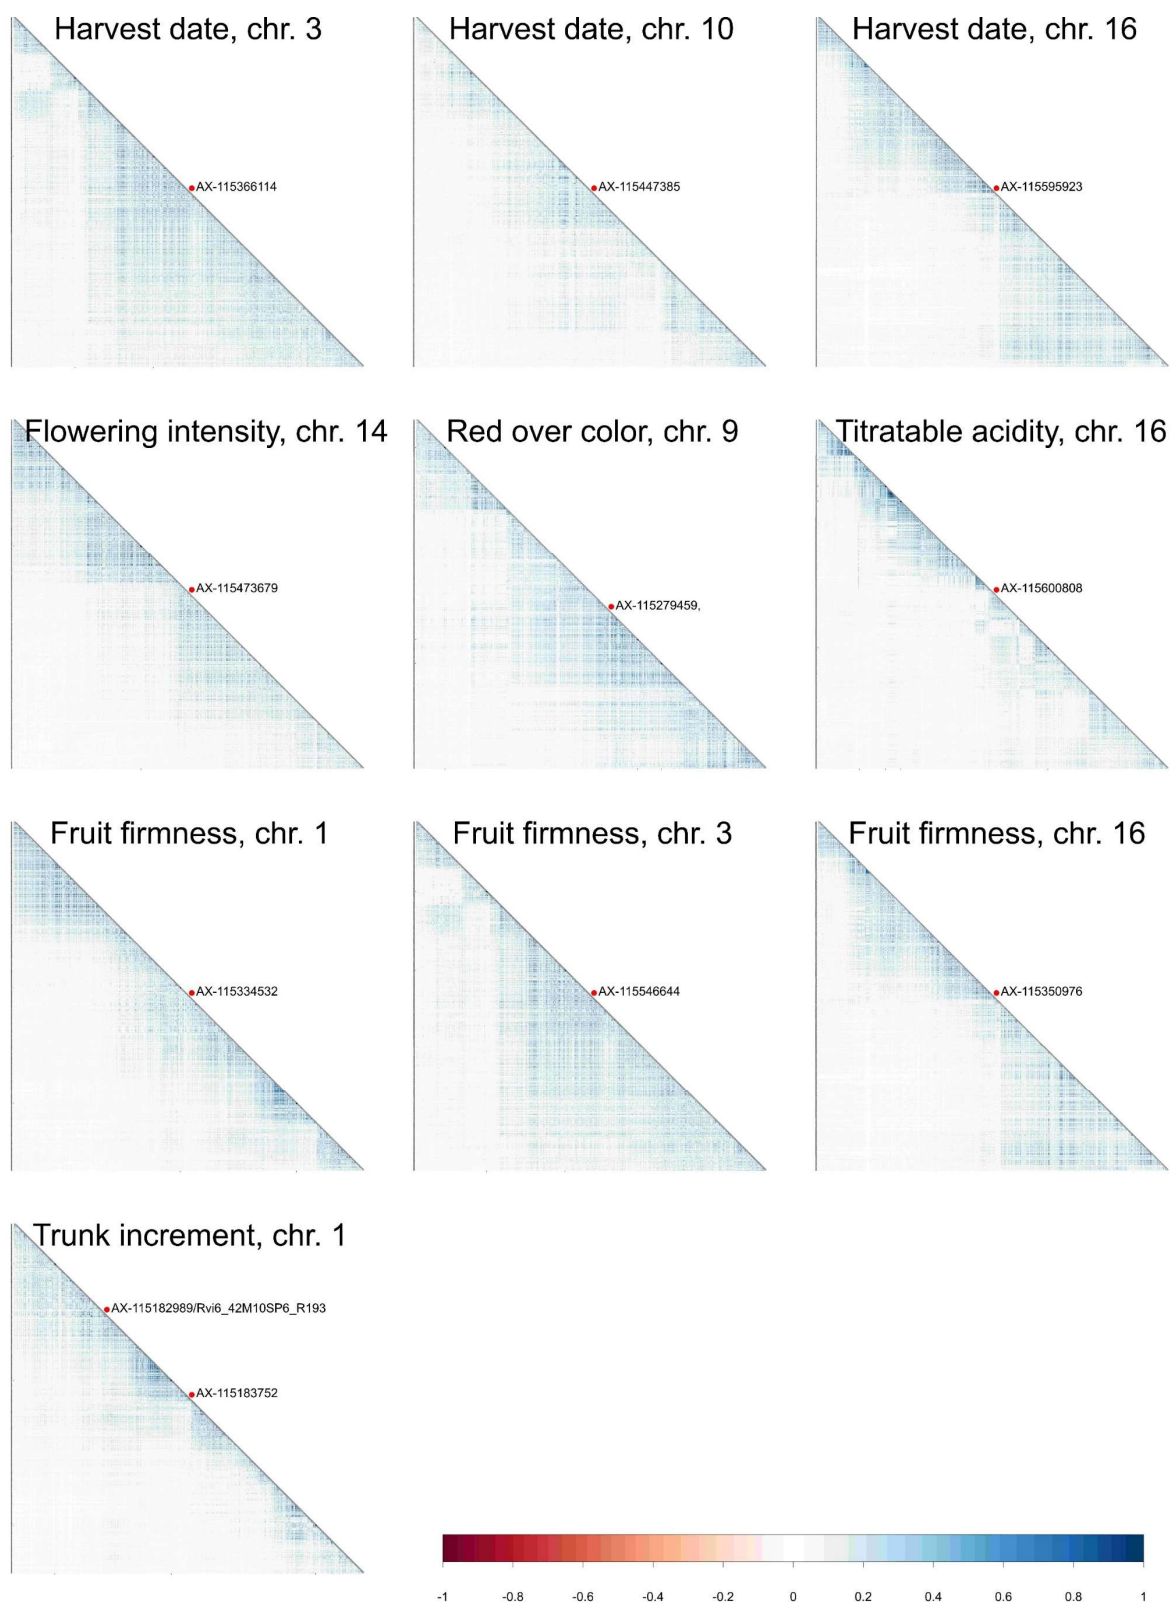 Harvest date, chr. 3
Harvest date, chr. 10
Harvest date, chr. 16
AX-115366114
AX-115447385
AX-115595923
Flowering intensity, chr. 14
Red over color, chr. 9
Titratable acidity, chr. 16
AX-115473679
AX-115279459,
AX-115600808
Fruit firmness, chr. 1
Fruit firmness, chr. 3
Fruit firmness, chr. 16
AX-115334532
AX-115546644
AX-115350976
Trunk increment, chr. 1
AX-115182989/Rvi6_42M10SP6_R193
AX-115183752
-1 -0.8 -0.6 -0.4 -0.2 0 0.2 0.4 0.6 0.8 1